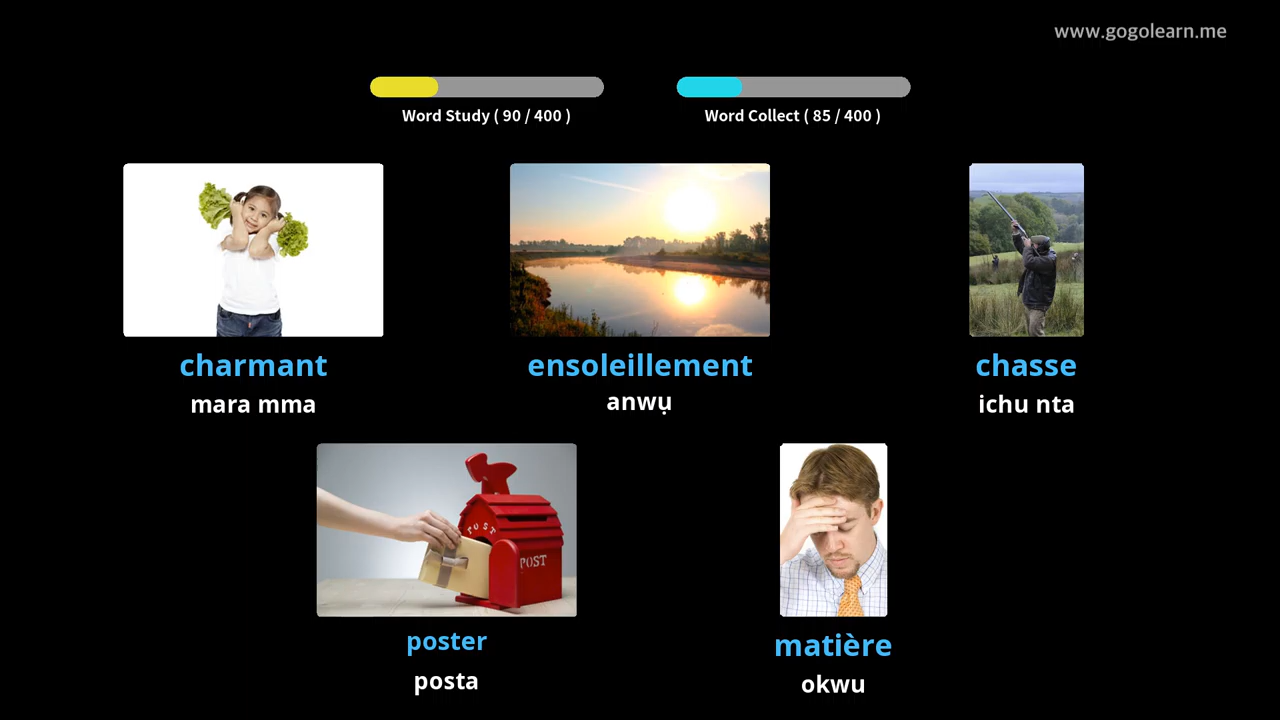 www.gogolearn.me
Word Study ( 90 / 400 )
Word Collect ( 85 / 400 )
charmant
mara mma
ensoleillement
anwụ
chasse
ichu nta
POST
POST
poster
posta
matière
okwu